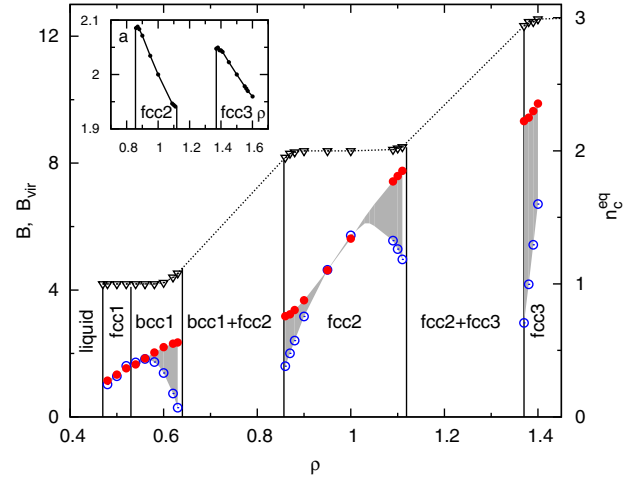 2.1
2
1.9
a
fcc2
fcc3 ρ
0.8 1 1.2 1.4 1.6
12
8
4
0
B, B_vir
3
2
1
0
n_c^eq
liquid
fcc1
bcc1
bcc1+fcc2
fcc2
fcc2+fcc3
fcc3
0.4 0.6 0.8 1 1.2 1.4
ρ